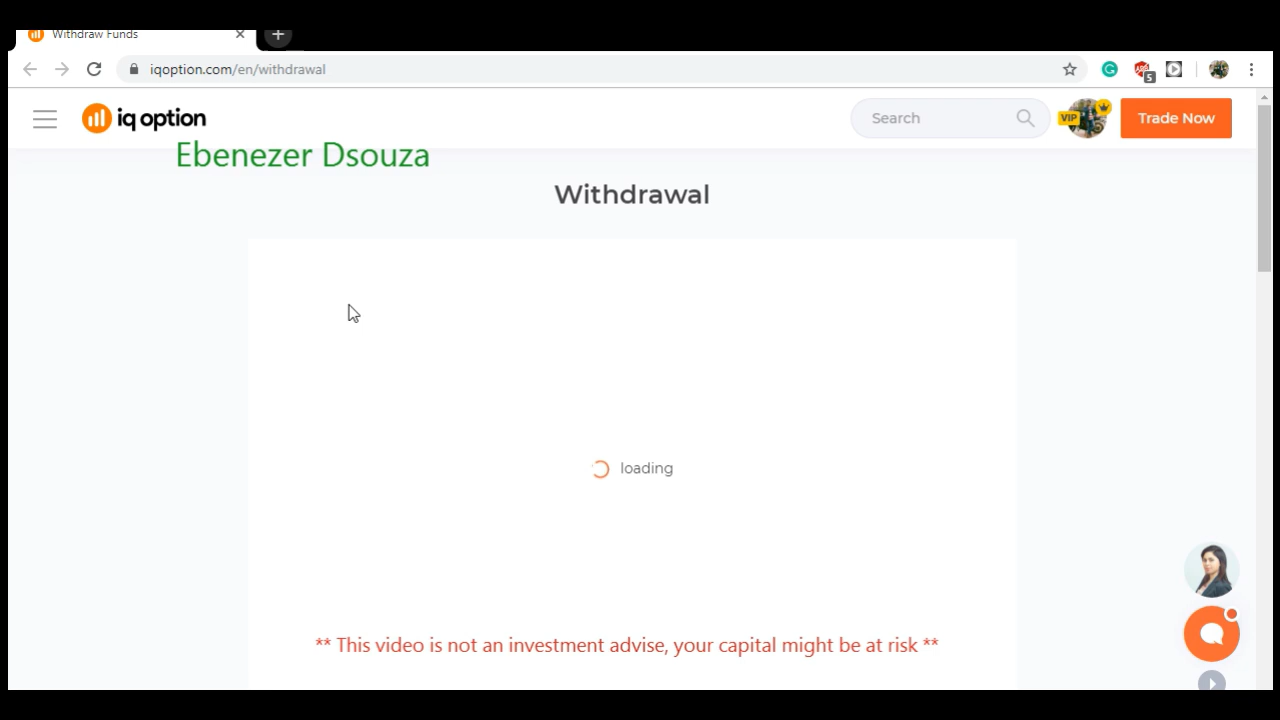 Withdraw Funds
iqoption.com/en/withdrawal
5
iq option
Search
VIP
Trade Now
Ebenezer Dsouza
Withdrawal
loading
** This video is not an investment advise, your capital might be at risk **